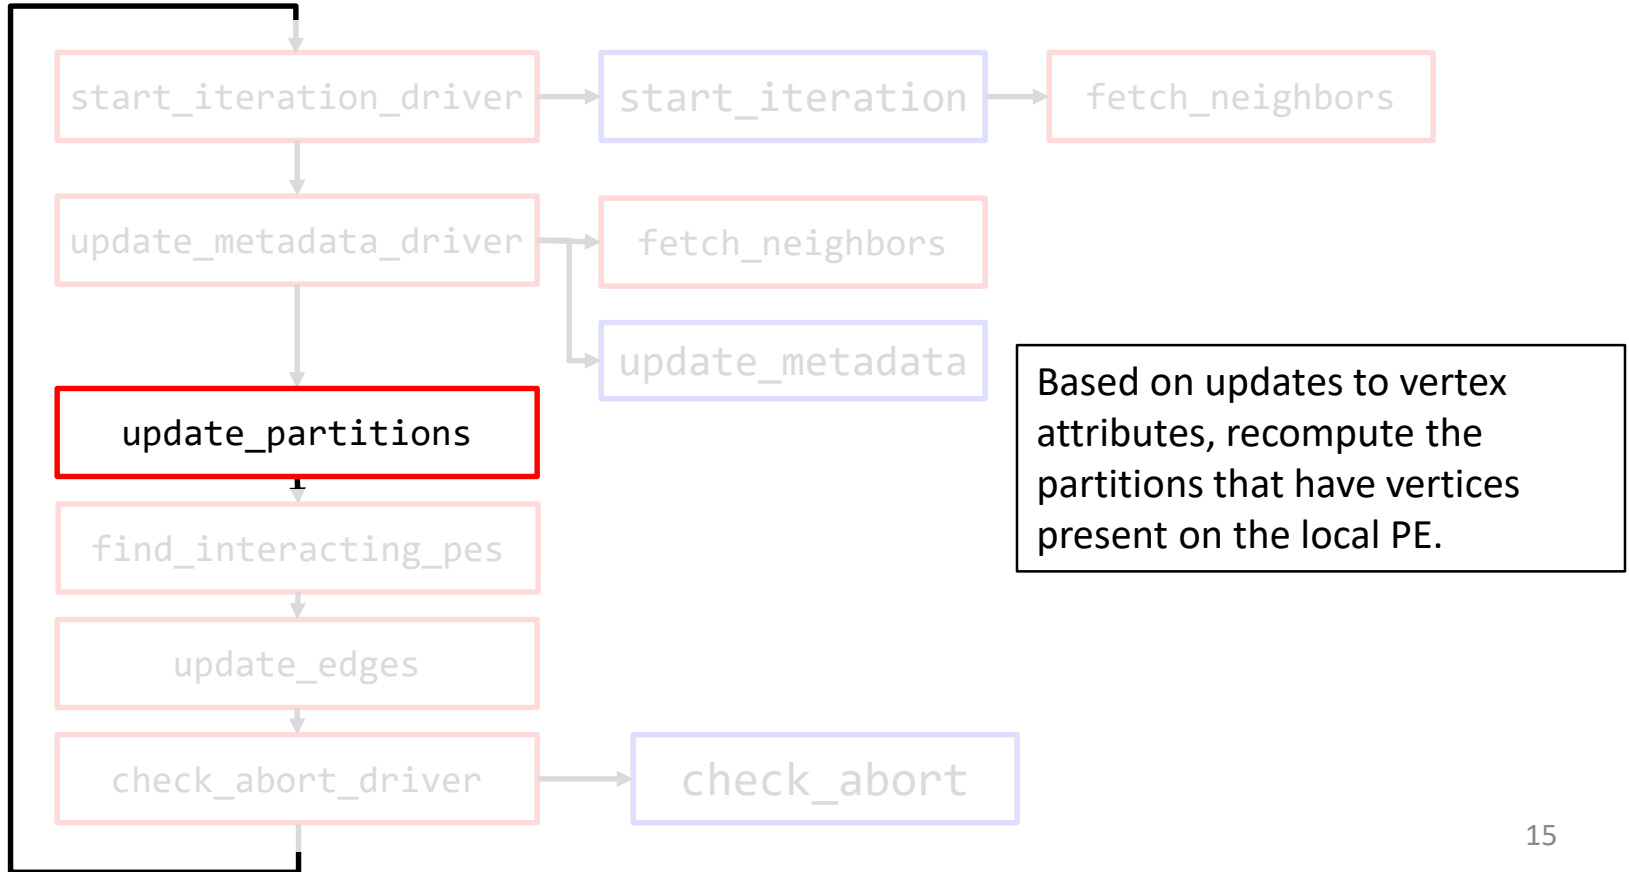 start_iteration_driver
start_iteration
fetch_neighbors
update_metadata_driver
fetch_neighbors
update_metadata
update_partitions
Based on updates to vertex
attributes, recompute the
partitions that have vertices
present on the local PE.
find_interacting_pes
update_edges
check_abort_driver
check_abort
15